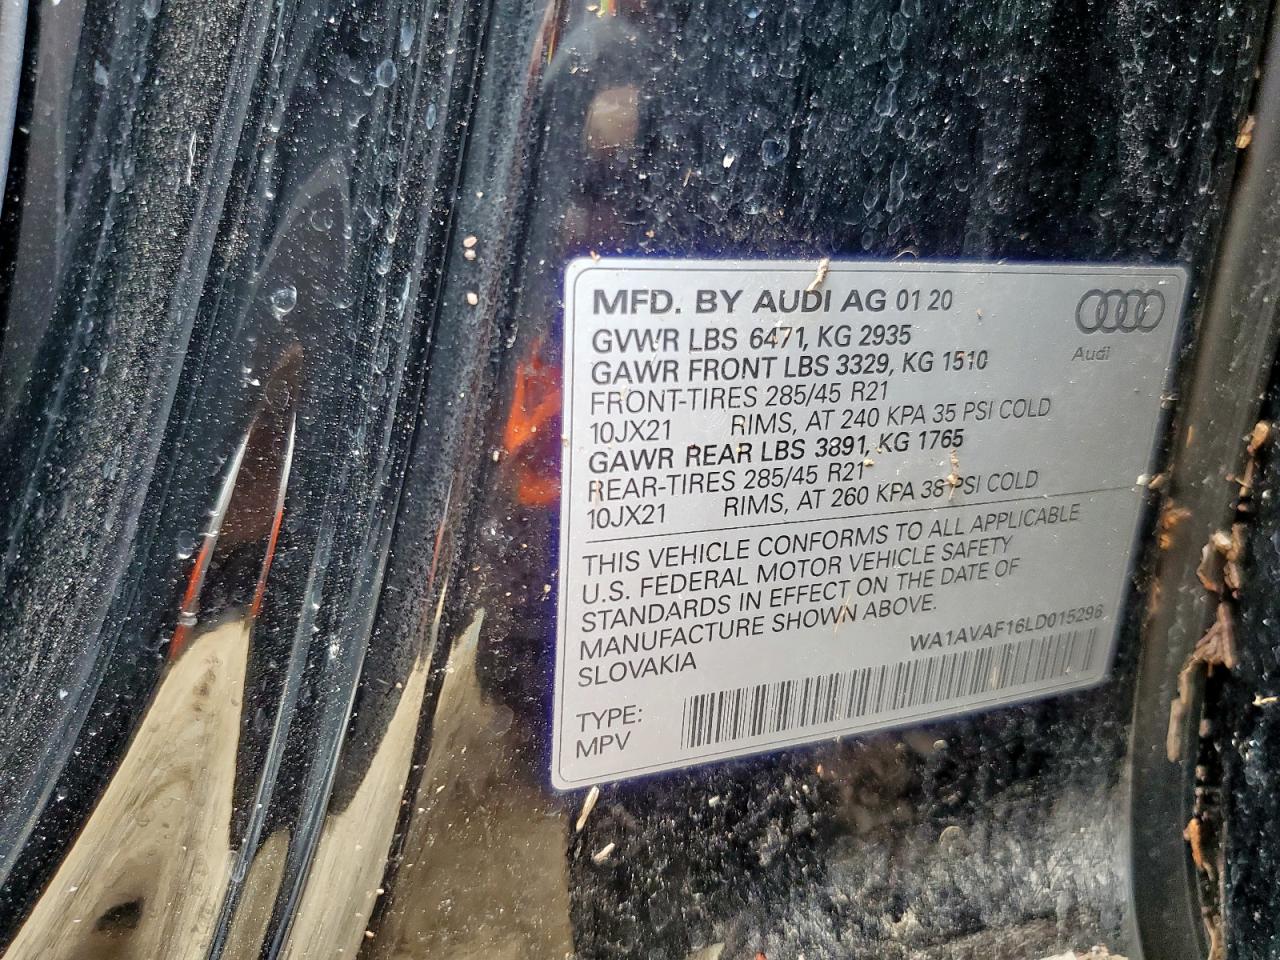 MFD. BY AUDI AG 01 20
Audi
GVWR LBS 6471, KG 2935
GAWR FRONT LBS 3329, KG 1510
FRONT-TIRES 285/45 R21
10JX21 RIMS, AT 240 KPA 35 PSI COLD
GAWR REAR LBS 3891, KG 1765
REAR-TIRES 285/45 R21
10JX21 RIMS, AT 260 KPA 38 PSI COLD
THIS VEHICLE CONFORMS TO ALL APPLICABLE
U.S. FEDERAL MOTOR VEHICLE SAFETY
STANDARDS IN EFFECT ON THE DATE OF
MANUFACTURE SHOWN ABOVE.
SLOVAKIA
WA1AVAF16LD015296
TYPE:
MPV